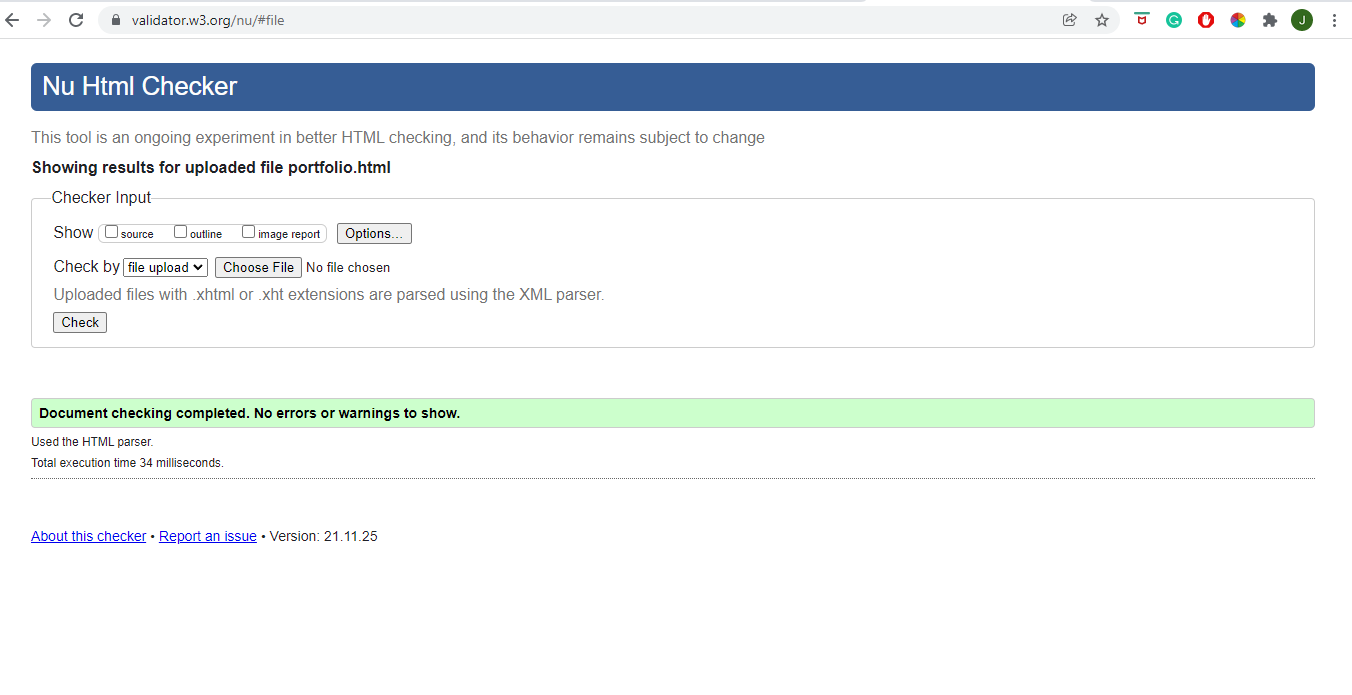 validator.w3.org/nu/#file
J
Nu Html Checker
This tool is an ongoing experiment in better HTML checking, and its behavior remains subject to change
Showing results for uploaded file portfolio.html
Checker Input
Show source outline image report Options...
Check by file upload Choose File No file chosen
Uploaded files with .xhtml or .xht extensions are parsed using the XML parser.
Check
Document checking completed. No errors or warnings to show.
Used the HTML parser.
Total execution time 34 milliseconds.
About this checker • Report an issue • Version: 21.11.25